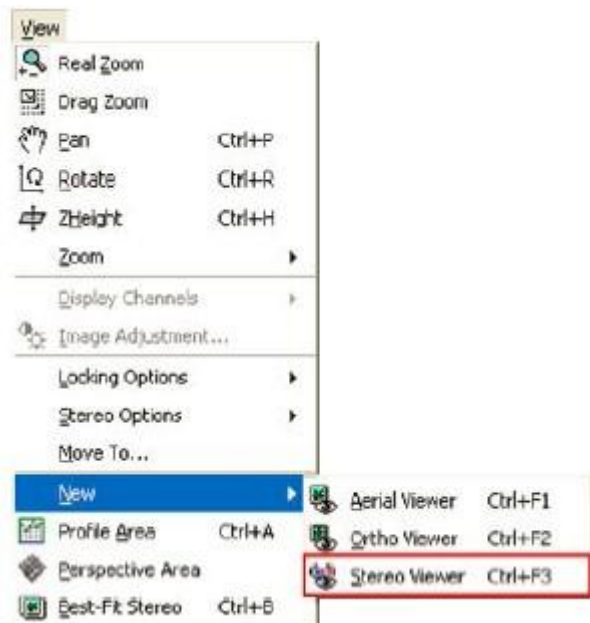 View
Real Zoom
Drag Zoom
Pan Ctrl+P
Rotate Ctrl+R
ZHeight Ctrl+H
Zoom
Display Channels
Image Adjustment...
Locking Options
Stereo Options
Move To...
New
Aerial Viewer Ctrl+F1
Profile Area Ctrl+A
Ortho Viewer Ctrl+F2
Perspective Area
Stereo Viewer Ctrl+F3
Best-Fit Stereo Ctrl+B